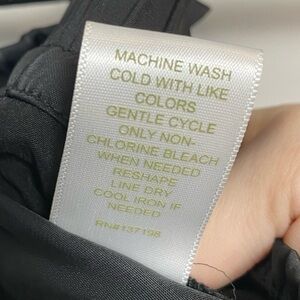 MACHINE WASH
COLD WITH LIKE
COLORS
GENTLE CYCLE
ONLY NON-
CHLORINE BLEACH
WHEN NEEDED
RESHAPE
LINE DRY
COOL IRON IF
NEEDED
RN#137198